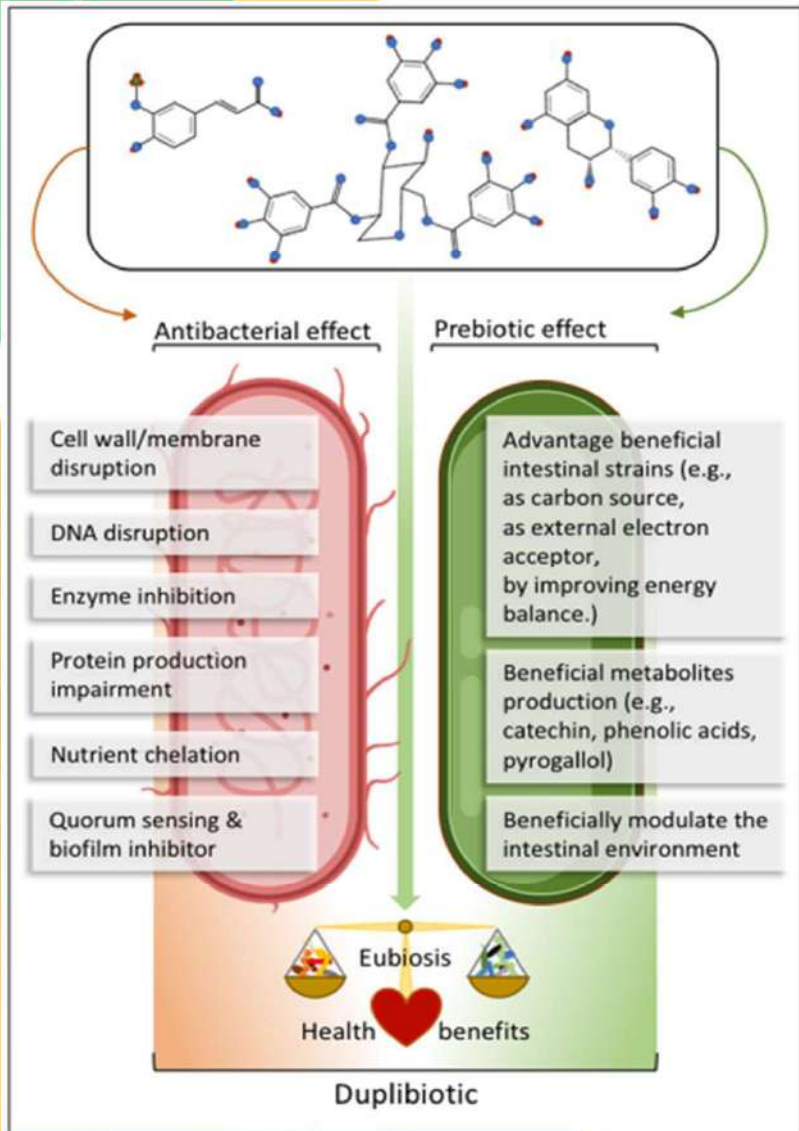 Antibacterial effect
Prebiotic effect
Cell wall/membrane
disruption
DNA disruption
Enzyme inhibition
Protein production
impairment
Nutrient chelation
Quorum sensing &
biofilm inhibitor
Advantage beneficial
intestinal strains (e.g.,
as carbon source,
as external electron
acceptor,
by improving energy
balance.)
Beneficial metabolites
production (e.g.,
catechin, phenolic acids,
pyrogallol)
Beneficially modulate the
intestinal environment
Eubiosis
Health benefits
Duplibiotic